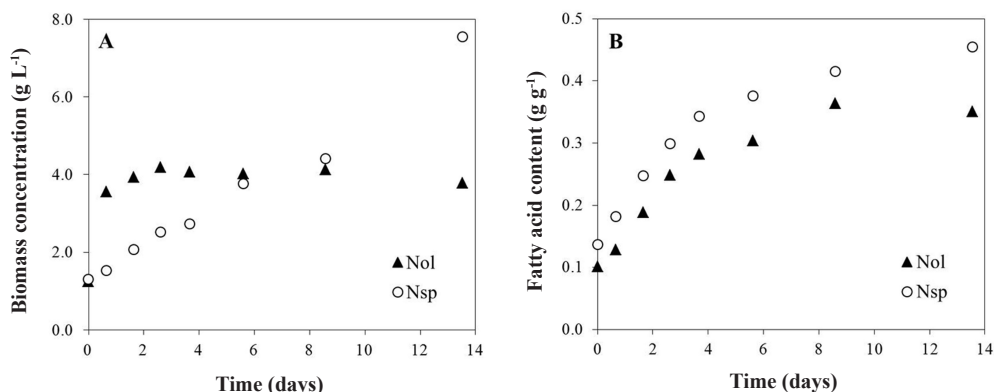 A
Biomass concentration (g L⁻¹)
8.0
6.0
4.0
2.0
0.0
0 2 4 6 8 10 12 14
Time (days)
Nol
Nsp
B
Fatty acid content (g g⁻¹)
0.5
0.4
0.3
0.2
0.1
0.0
0 2 4 6 8 10 12 14
Time (days)
Nol
Nsp